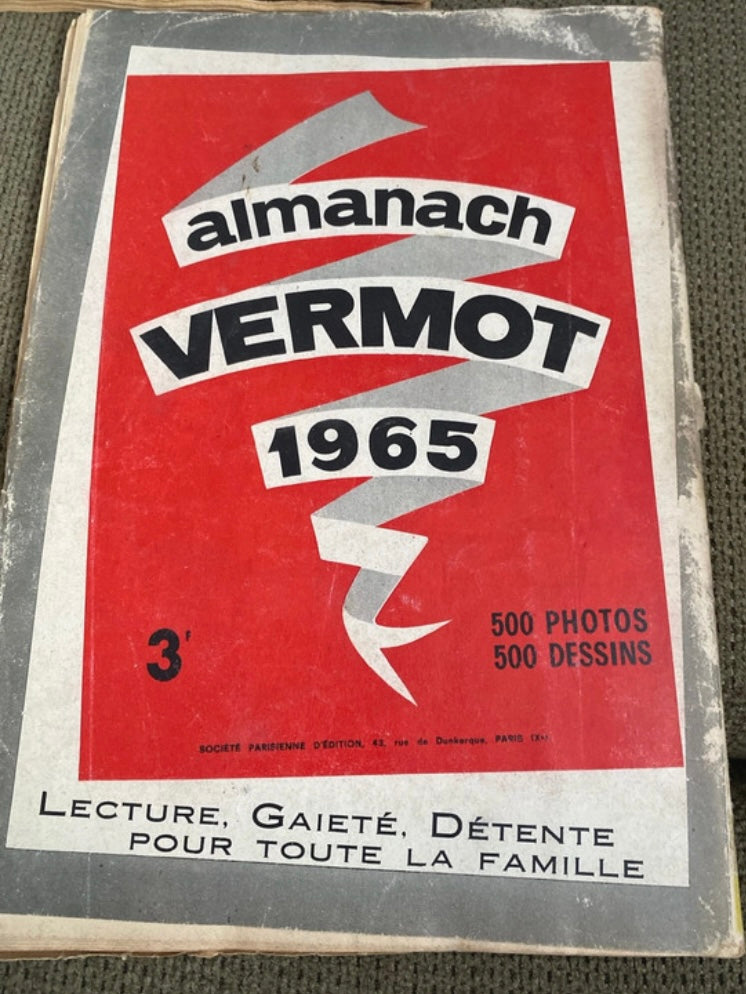 almanach
VERMOT
1965
3F
500 PHOTOS
500 DESSINS
SOCIÉTÉ PARISIENNE D'ÉDITION, 43, rue de Dunkerque, PARIS (Xe)
LECTURE, GAIETÉ, DÉTENTE
POUR TOUTE LA FAMILLE